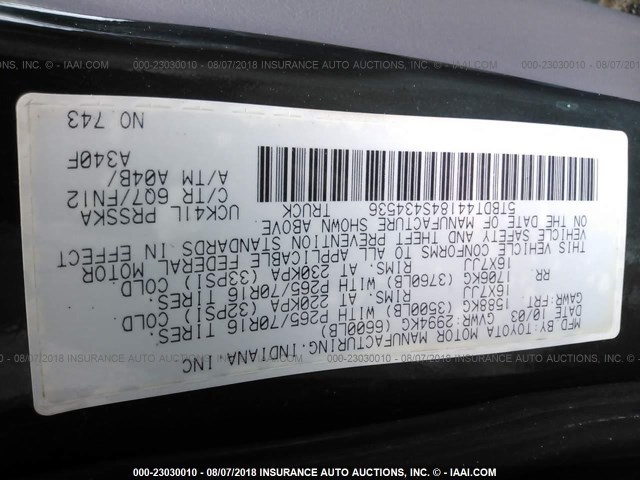 MFD.BY:TOYOTA MOTOR MANUFACTURING.INDIANA INC
10/03 GVWR:2994KG(6600LB)
GAWR:FRT. 1588KG(3500LB)WITH P265/70R16 TIRES.
16X7JJ RIMS. AT 220KPA(32PSI) COLD
RR 1706KG(3760LB)WITH P265/70R16 TIRES.
16X7JJ RIMS. AT 230KPA(33PSI) COLD
THIS VEHICLE CONFORMS TO ALL APPLICABLE FEDERAL MOTOR
VEHICLE SAFETY AND THEFT PREVENTION STANDARDS IN EFFECT
ON THE DATE OF MANUFACTURE SHOWN ABOVE
5TBDT44184S434536 TRUCK
UCK41L PRSSKA
C/TR 6Q7/FN12
A/TM A04B/ A340F
NO.743
000-23030010 - 08/07/2018 INSURANCE AUTO AUCTIONS, INC. - © IAAI.COM